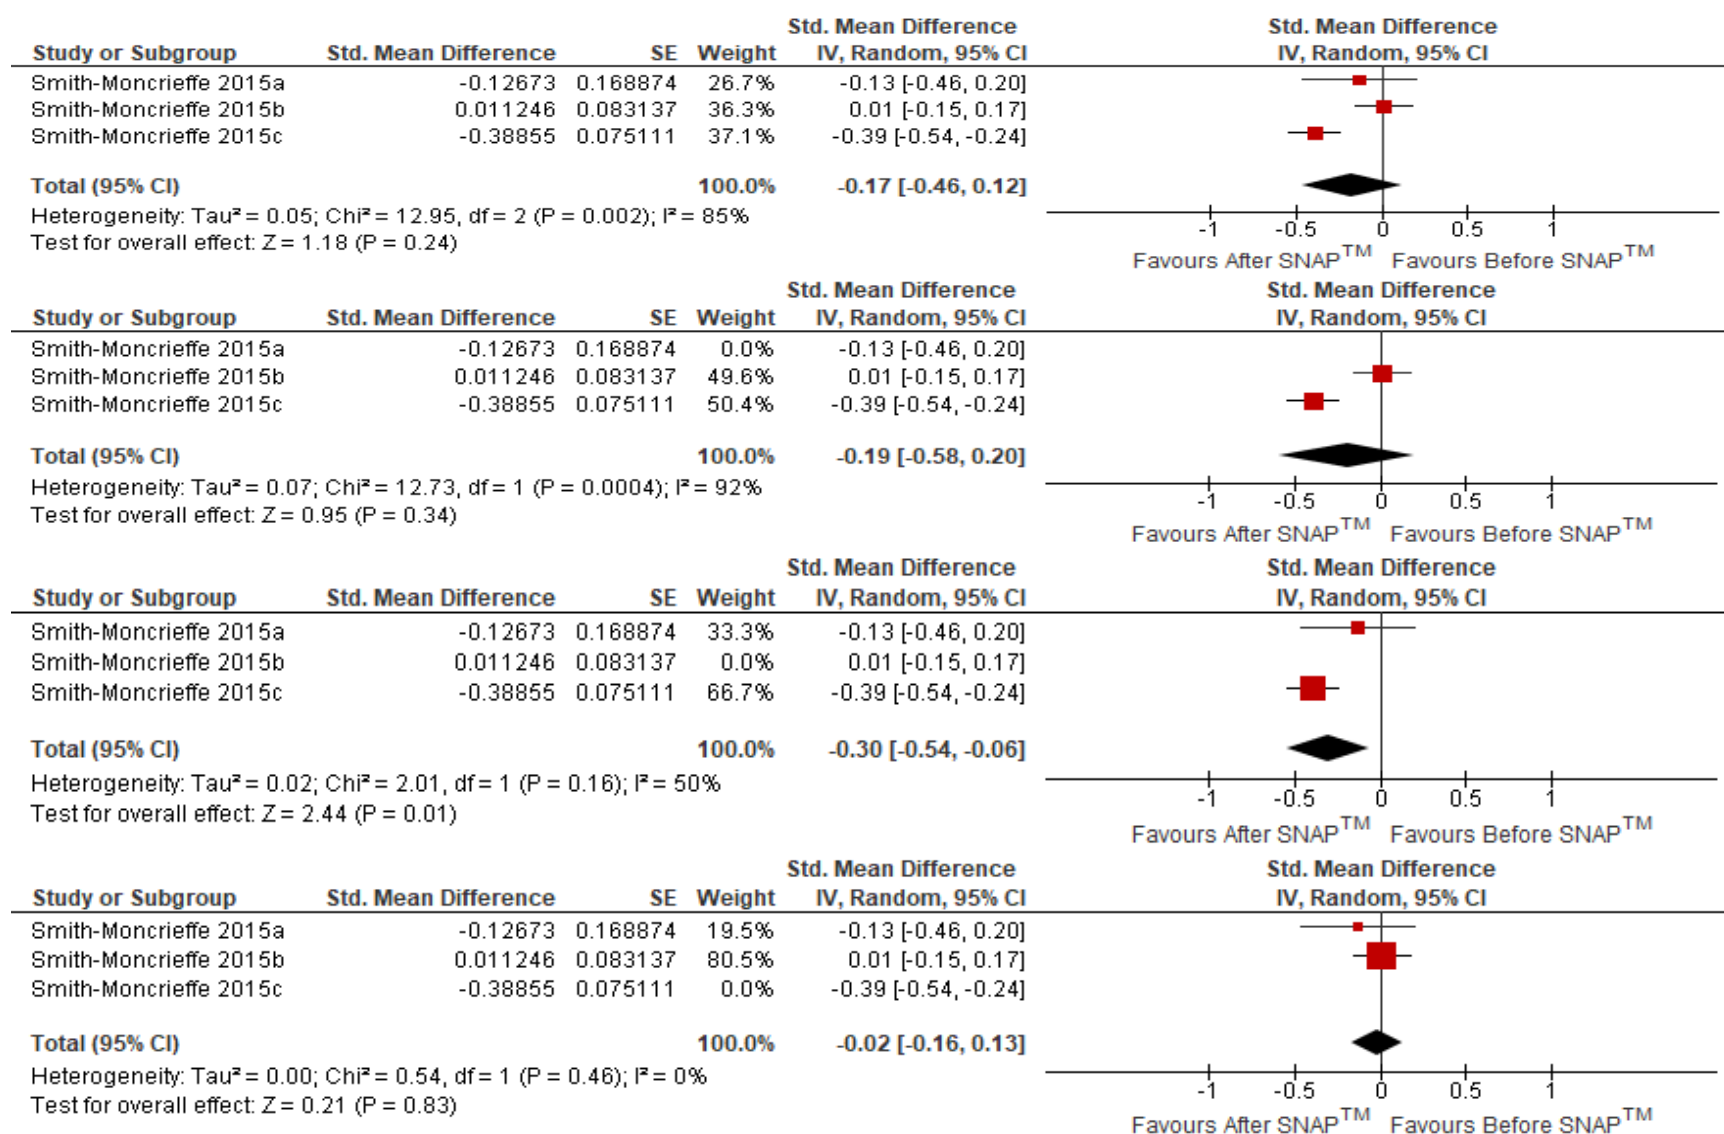 Std. Mean Difference Std. Mean Difference
Study or Subgroup Std. Mean Difference SE Weight IV, Random, 95% CI IV, Random, 95% CI
Smith-Moncrieffe 2015a -0.12673 0.168874 26.7% -0.13 [-0.46, 0.20]
Smith-Moncrieffe 2015b 0.011246 0.083137 36.3% 0.01 [-0.15, 0.17]
Smith-Moncrieffe 2015c -0.38855 0.075111 37.1% -0.39 [-0.54, -0.24]
Total (95% CI) 100.0% -0.17 [-0.46, 0.12]
Heterogeneity: Tau² = 0.05; Chi² = 12.95, df = 2 (P = 0.002); I² = 85%
Test for overall effect: Z = 1.18 (P = 0.24)
-1 -0.5 0 0.5 1
Favours After SNAP™ Favours Before SNAP™
Std. Mean Difference Std. Mean Difference
Study or Subgroup Std. Mean Difference SE Weight IV, Random, 95% CI IV, Random, 95% CI
Smith-Moncrieffe 2015a -0.12673 0.168874 0.0% -0.13 [-0.46, 0.20]
Smith-Moncrieffe 2015b 0.011246 0.083137 49.6% 0.01 [-0.15, 0.17]
Smith-Moncrieffe 2015c -0.38855 0.075111 50.4% -0.39 [-0.54, -0.24]
Total (95% CI) 100.0% -0.19 [-0.58, 0.20]
Heterogeneity: Tau² = 0.07; Chi² = 12.73, df = 1 (P = 0.0004); I² = 92%
Test for overall effect: Z = 0.95 (P = 0.34)
-1 -0.5 0 0.5 1
Favours After SNAP™ Favours Before SNAP™
Std. Mean Difference Std. Mean Difference
Study or Subgroup Std. Mean Difference SE Weight IV, Random, 95% CI IV, Random, 95% CI
Smith-Moncrieffe 2015a -0.12673 0.168874 33.3% -0.13 [-0.46, 0.20]
Smith-Moncrieffe 2015b 0.011246 0.083137 0.0% 0.01 [-0.15, 0.17]
Smith-Moncrieffe 2015c -0.38855 0.075111 66.7% -0.39 [-0.54, -0.24]
Total (95% CI) 100.0% -0.30 [-0.54, -0.06]
Heterogeneity: Tau² = 0.02; Chi² = 2.01, df = 1 (P = 0.16); I² = 50%
Test for overall effect: Z = 2.44 (P = 0.01)
-1 -0.5 0 0.5 1
Favours After SNAP™ Favours Before SNAP™
Std. Mean Difference Std. Mean Difference
Study or Subgroup Std. Mean Difference SE Weight IV, Random, 95% CI IV, Random, 95% CI
Smith-Moncrieffe 2015a -0.12673 0.168874 19.5% -0.13 [-0.46, 0.20]
Smith-Moncrieffe 2015b 0.011246 0.083137 80.5% 0.01 [-0.15, 0.17]
Smith-Moncrieffe 2015c -0.38855 0.075111 0.0% -0.39 [-0.54, -0.24]
Total (95% CI) 100.0% -0.02 [-0.16, 0.13]
Heterogeneity: Tau² = 0.00; Chi² = 0.54, df = 1 (P = 0.46); I² = 0%
Test for overall effect: Z = 0.21 (P = 0.83)
-1 -0.5 0 0.5 1
Favours After SNAP™ Favours Before SNAP™